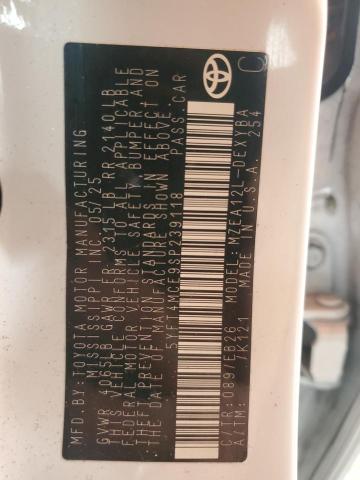 MFD.BY: TOYOTA MOTOR MANUFACTURING
MISSISSIPPI INC. 05/25
GVWR 4065LB GAWR FR 2315LB RR 2140LB
THIS VEHICLE CONFORMS TO ALL APPLICABLE
FEDERAL MOTOR VEHICLE SAFETY BUMPER, AND
THEFT PREVENTION STANDARDS IN EFFECT ON
THE DATE OF MANUFACTURE SHOWN ABOVE.
5YFT4MCE9SP239118 PASS.CAR
C/TR:089/EB26 MODEL: MZEA12L-DEXYBA
A/TM: -/K121 MADE IN U.S.A. 254
C
TOYOTA